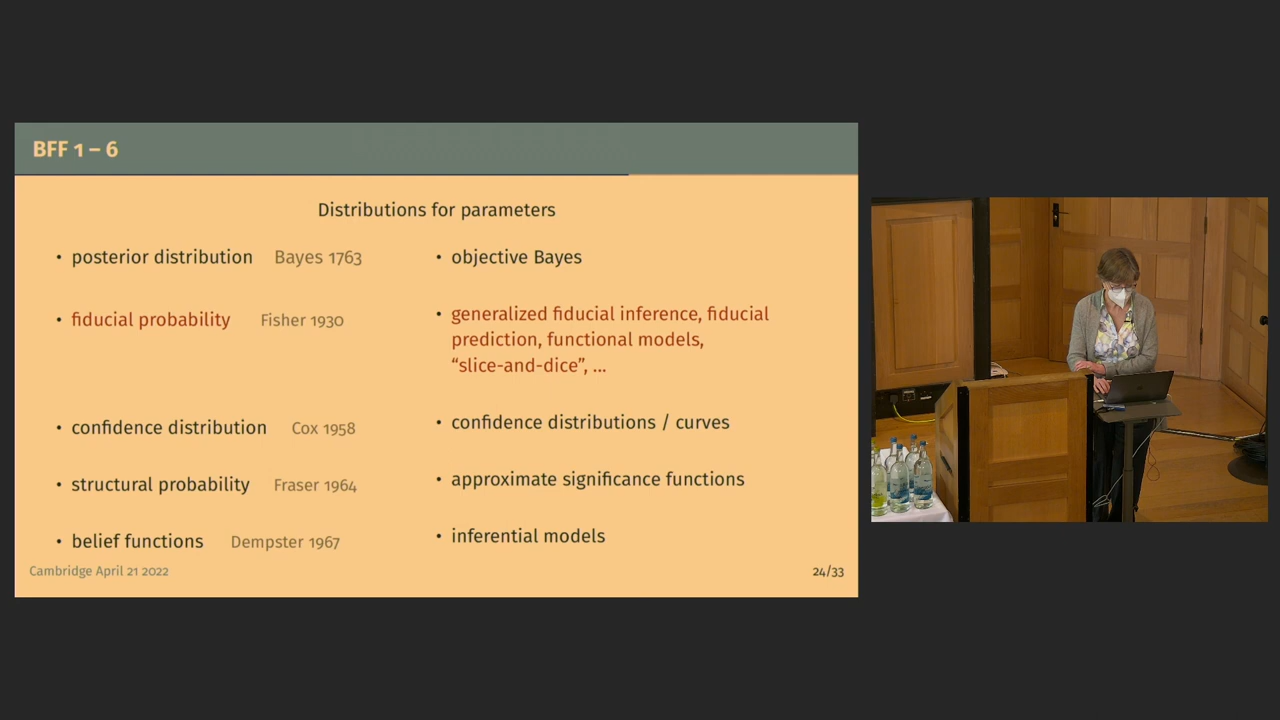 BFF 1 – 6
Distributions for parameters
• posterior distribution Bayes 1763
• fiducial probability Fisher 1930
• confidence distribution Cox 1958
• structural probability Fraser 1964
• belief functions Dempster 1967
• objective Bayes
• generalized fiducial inference, fiducial
prediction, functional models,
“slice-and-dice”, ...
• confidence distributions / curves
• approximate significance functions
• inferential models
Cambridge April 21 2022
24/33